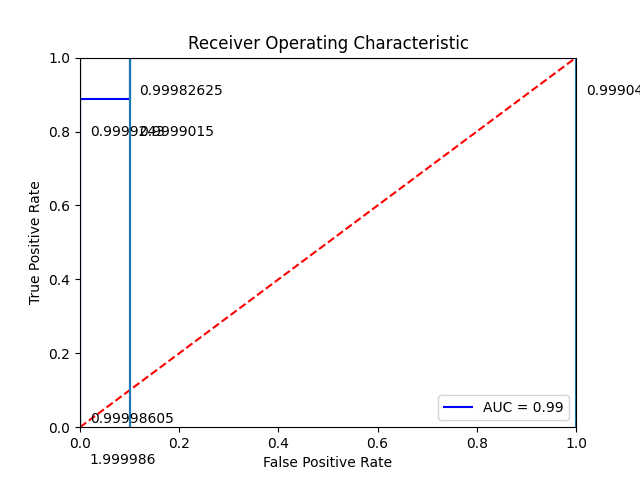 Receiver Operating Characteristic
1.0
0.99982625
0.99904
0.8
0.9999015
0.6
True Positive Rate
0.4
0.2
AUC = 0.99
0.99998605
0.0
0.0 0.2 0.4 0.6 0.8 1.0
1.999986
False Positive Rate